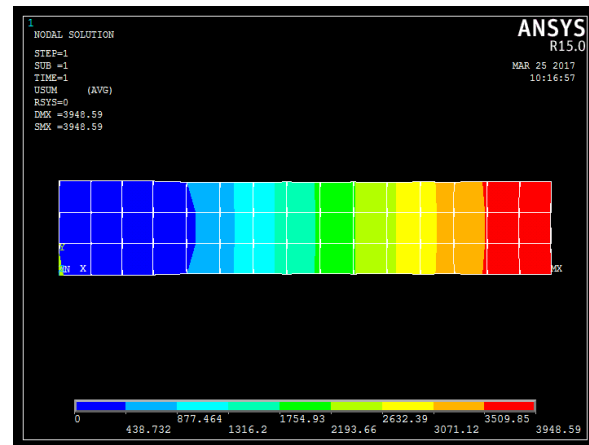 1
NODAL SOLUTION
STEP=1
SUB =1
TIME=1
USUM (AVG)
RSYS=0
DMX =3948.59
SMX =3948.59
ANSYS
R15.0
MAR 25 2017
10:16:57
Y
X
MX
0 877.464 1754.93 2632.39 3509.85
438.732 1316.2 2193.66 3071.12 3948.59